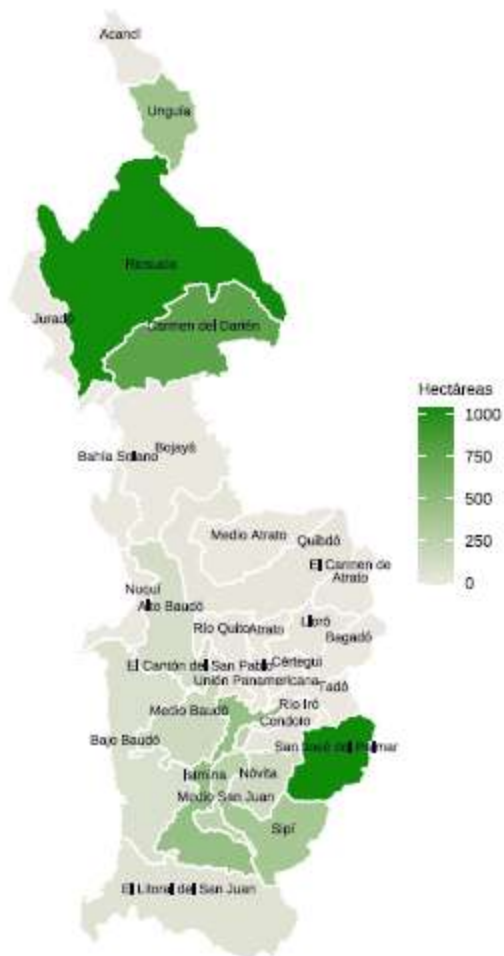 Acandí
Unguía
Riosucio
Juradó
Carmen del Darién
Hectáreas
1000
750
500
250
0
Bojayá
Bahía Solano
Medio Atrato
Quibdó
El Carmen de
Atrato
Nuquí
Alto Baudó
Lloró
Río Quito
Atrato
Bagadó
El Cantón del San Pablo
Cértegui
Unión Panamericana
Tadó
Río Iró
Medio Baudó
Condoto
Bajo Baudó
San José del Palmar
Istmina
Nóvita
Medio San Juan
Sipí
El Litoral del San Juan